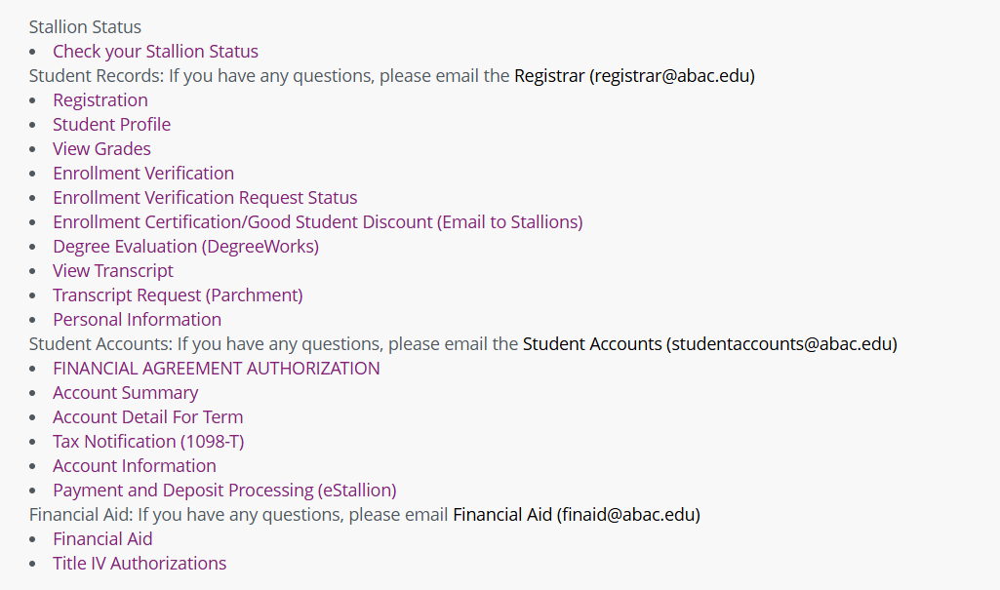 Stallion Status
• Check your Stallion Status
Student Records: If you have any questions, please email the Registrar (registrar@abac.edu)
• Registration
• Student Profile
• View Grades
• Enrollment Verification
• Enrollment Verification Request Status
• Enrollment Certification/Good Student Discount (Email to Stallions)
• Degree Evaluation (DegreeWorks)
• View Transcript
• Transcript Request (Parchment)
• Personal Information
Student Accounts: If you have any questions, please email the Student Accounts (studentaccounts@abac.edu)
• FINANCIAL AGREEMENT AUTHORIZATION
• Account Summary
• Account Detail For Term
• Tax Notification (1098-T)
• Account Information
• Payment and Deposit Processing (eStallion)
Financial Aid: If you have any questions, please email Financial Aid (finaid@abac.edu)
• Financial Aid
• Title IV Authorizations